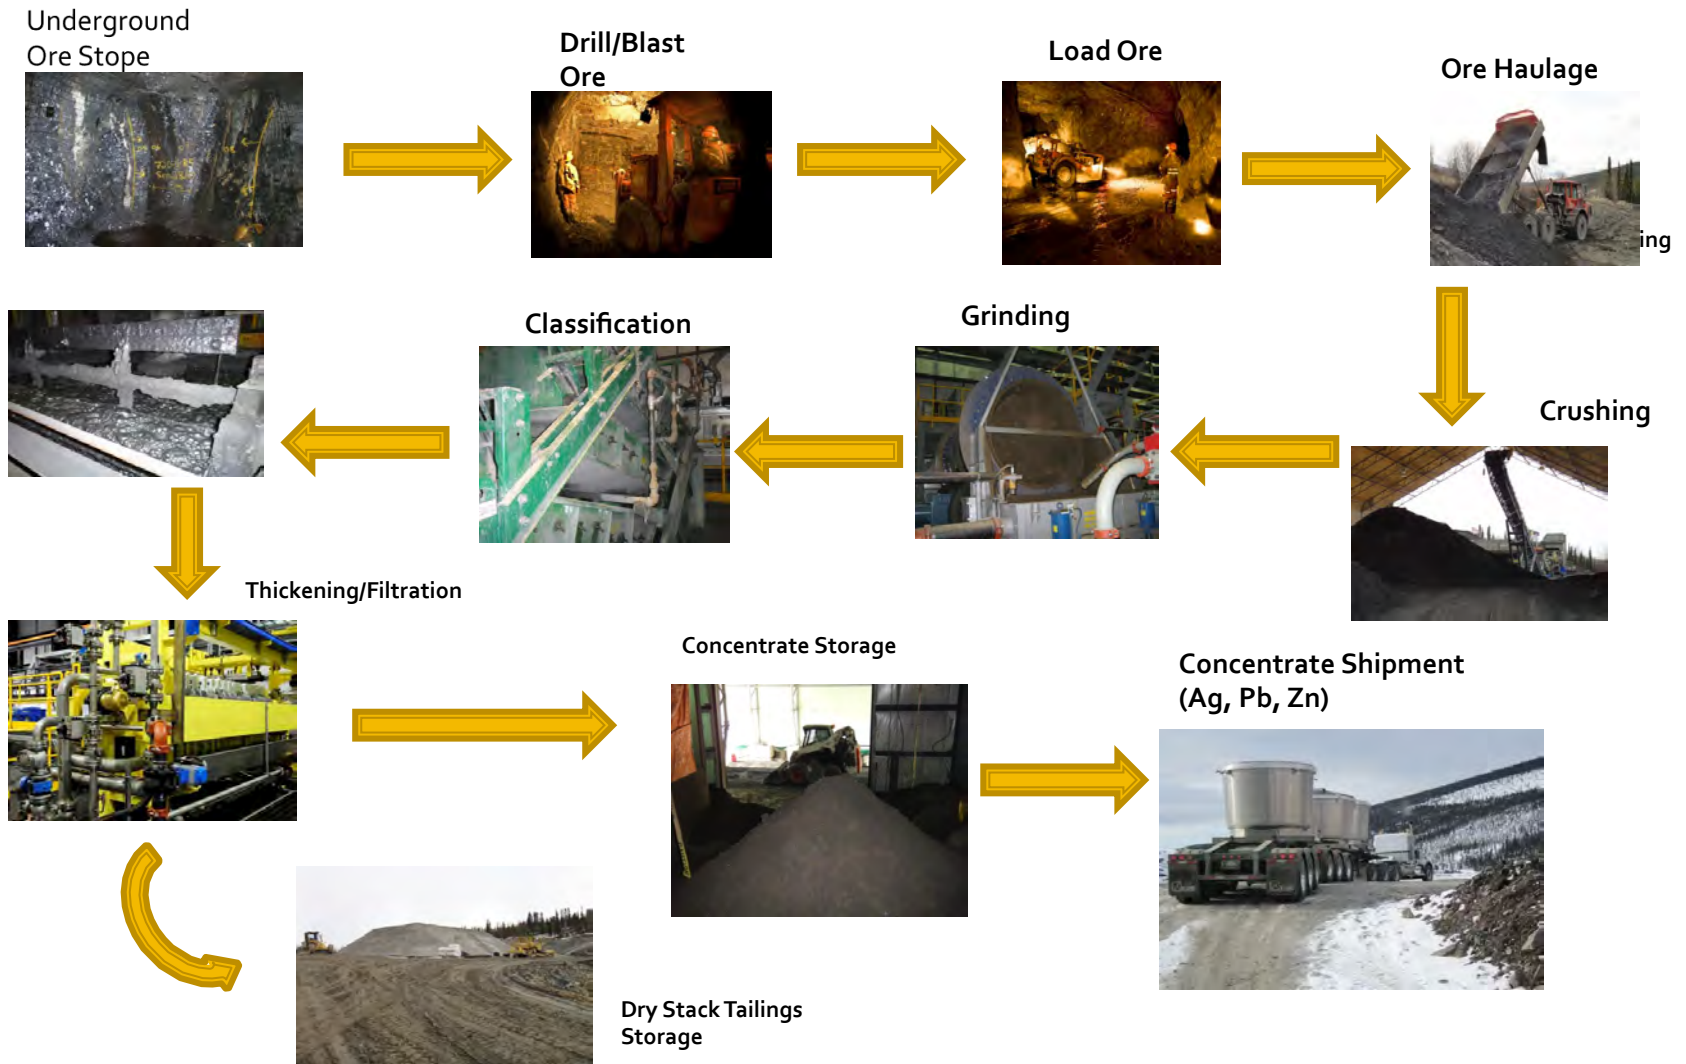 Underground
Ore Stope
Drill/Blast
Ore
Load Ore
Ore Haulage
ing
Classification
Grinding
Crushing
Thickening/Filtration
Concentrate Storage
Concentrate Shipment
(Ag, Pb, Zn)
Dry Stack Tailings
Storage